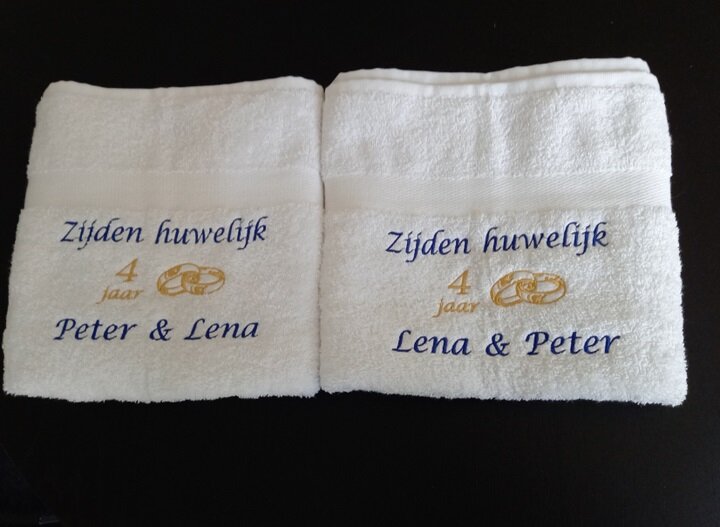 Zijden huwelijk
4
jaar
Peter & Lena
Zijden huwelijk
4
jaar
Lena & Peter